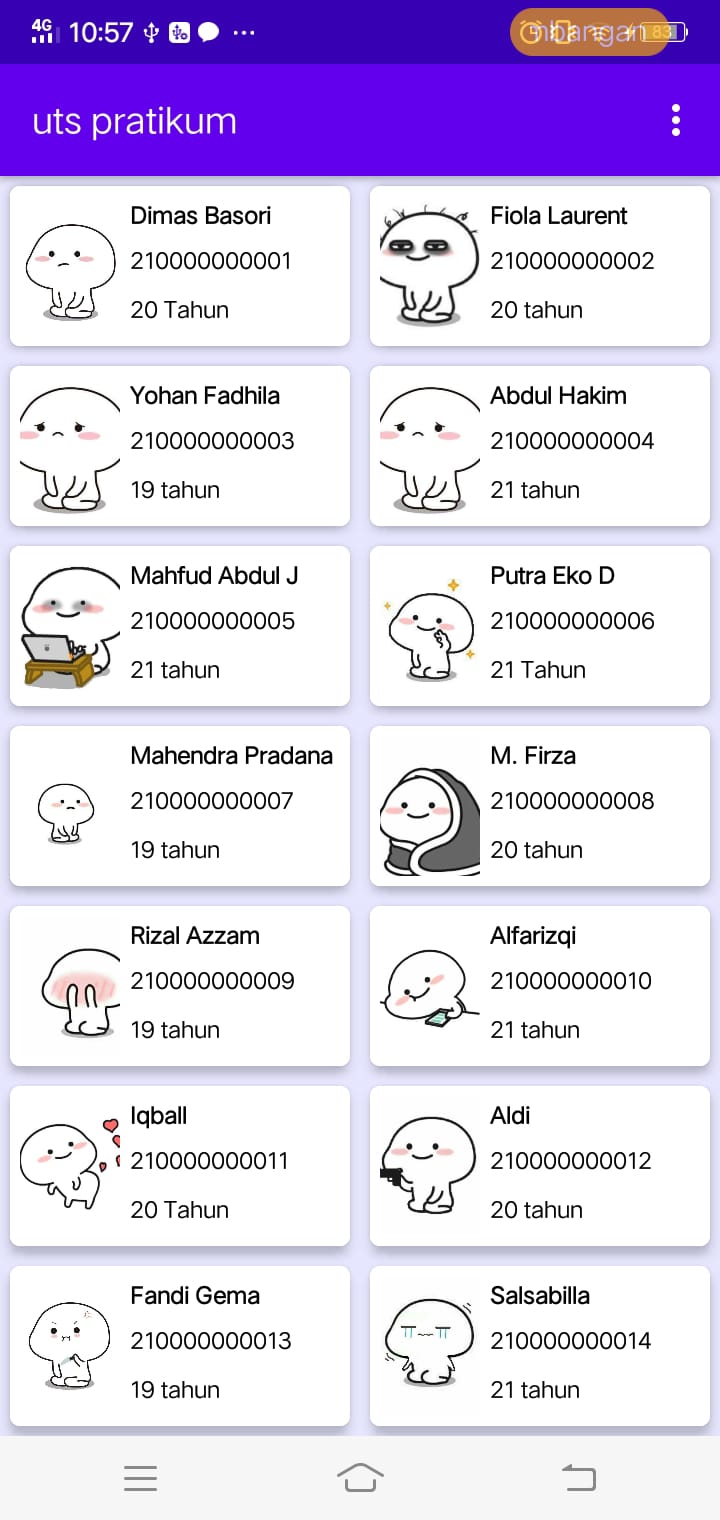 4G 10:57 mbangan 83
uts pratikum
Dimas Basori
210000000001
20 Tahun
Fiola Laurent
210000000002
20 tahun
Yohan Fadhila
210000000003
19 tahun
Abdul Hakim
210000000004
21 tahun
Mahfud Abdul J
210000000005
21 tahun
Putra Eko D
210000000006
21 Tahun
Mahendra Pradana
210000000007
19 tahun
M. Firza
210000000008
20 tahun
Rizal Azzam
210000000009
19 tahun
Alfarizqi
210000000010
21 tahun
Iqball
210000000011
20 Tahun
Aldi
210000000012
20 tahun
Fandi Gema
210000000013
19 tahun
Salsabilla
210000000014
21 tahun